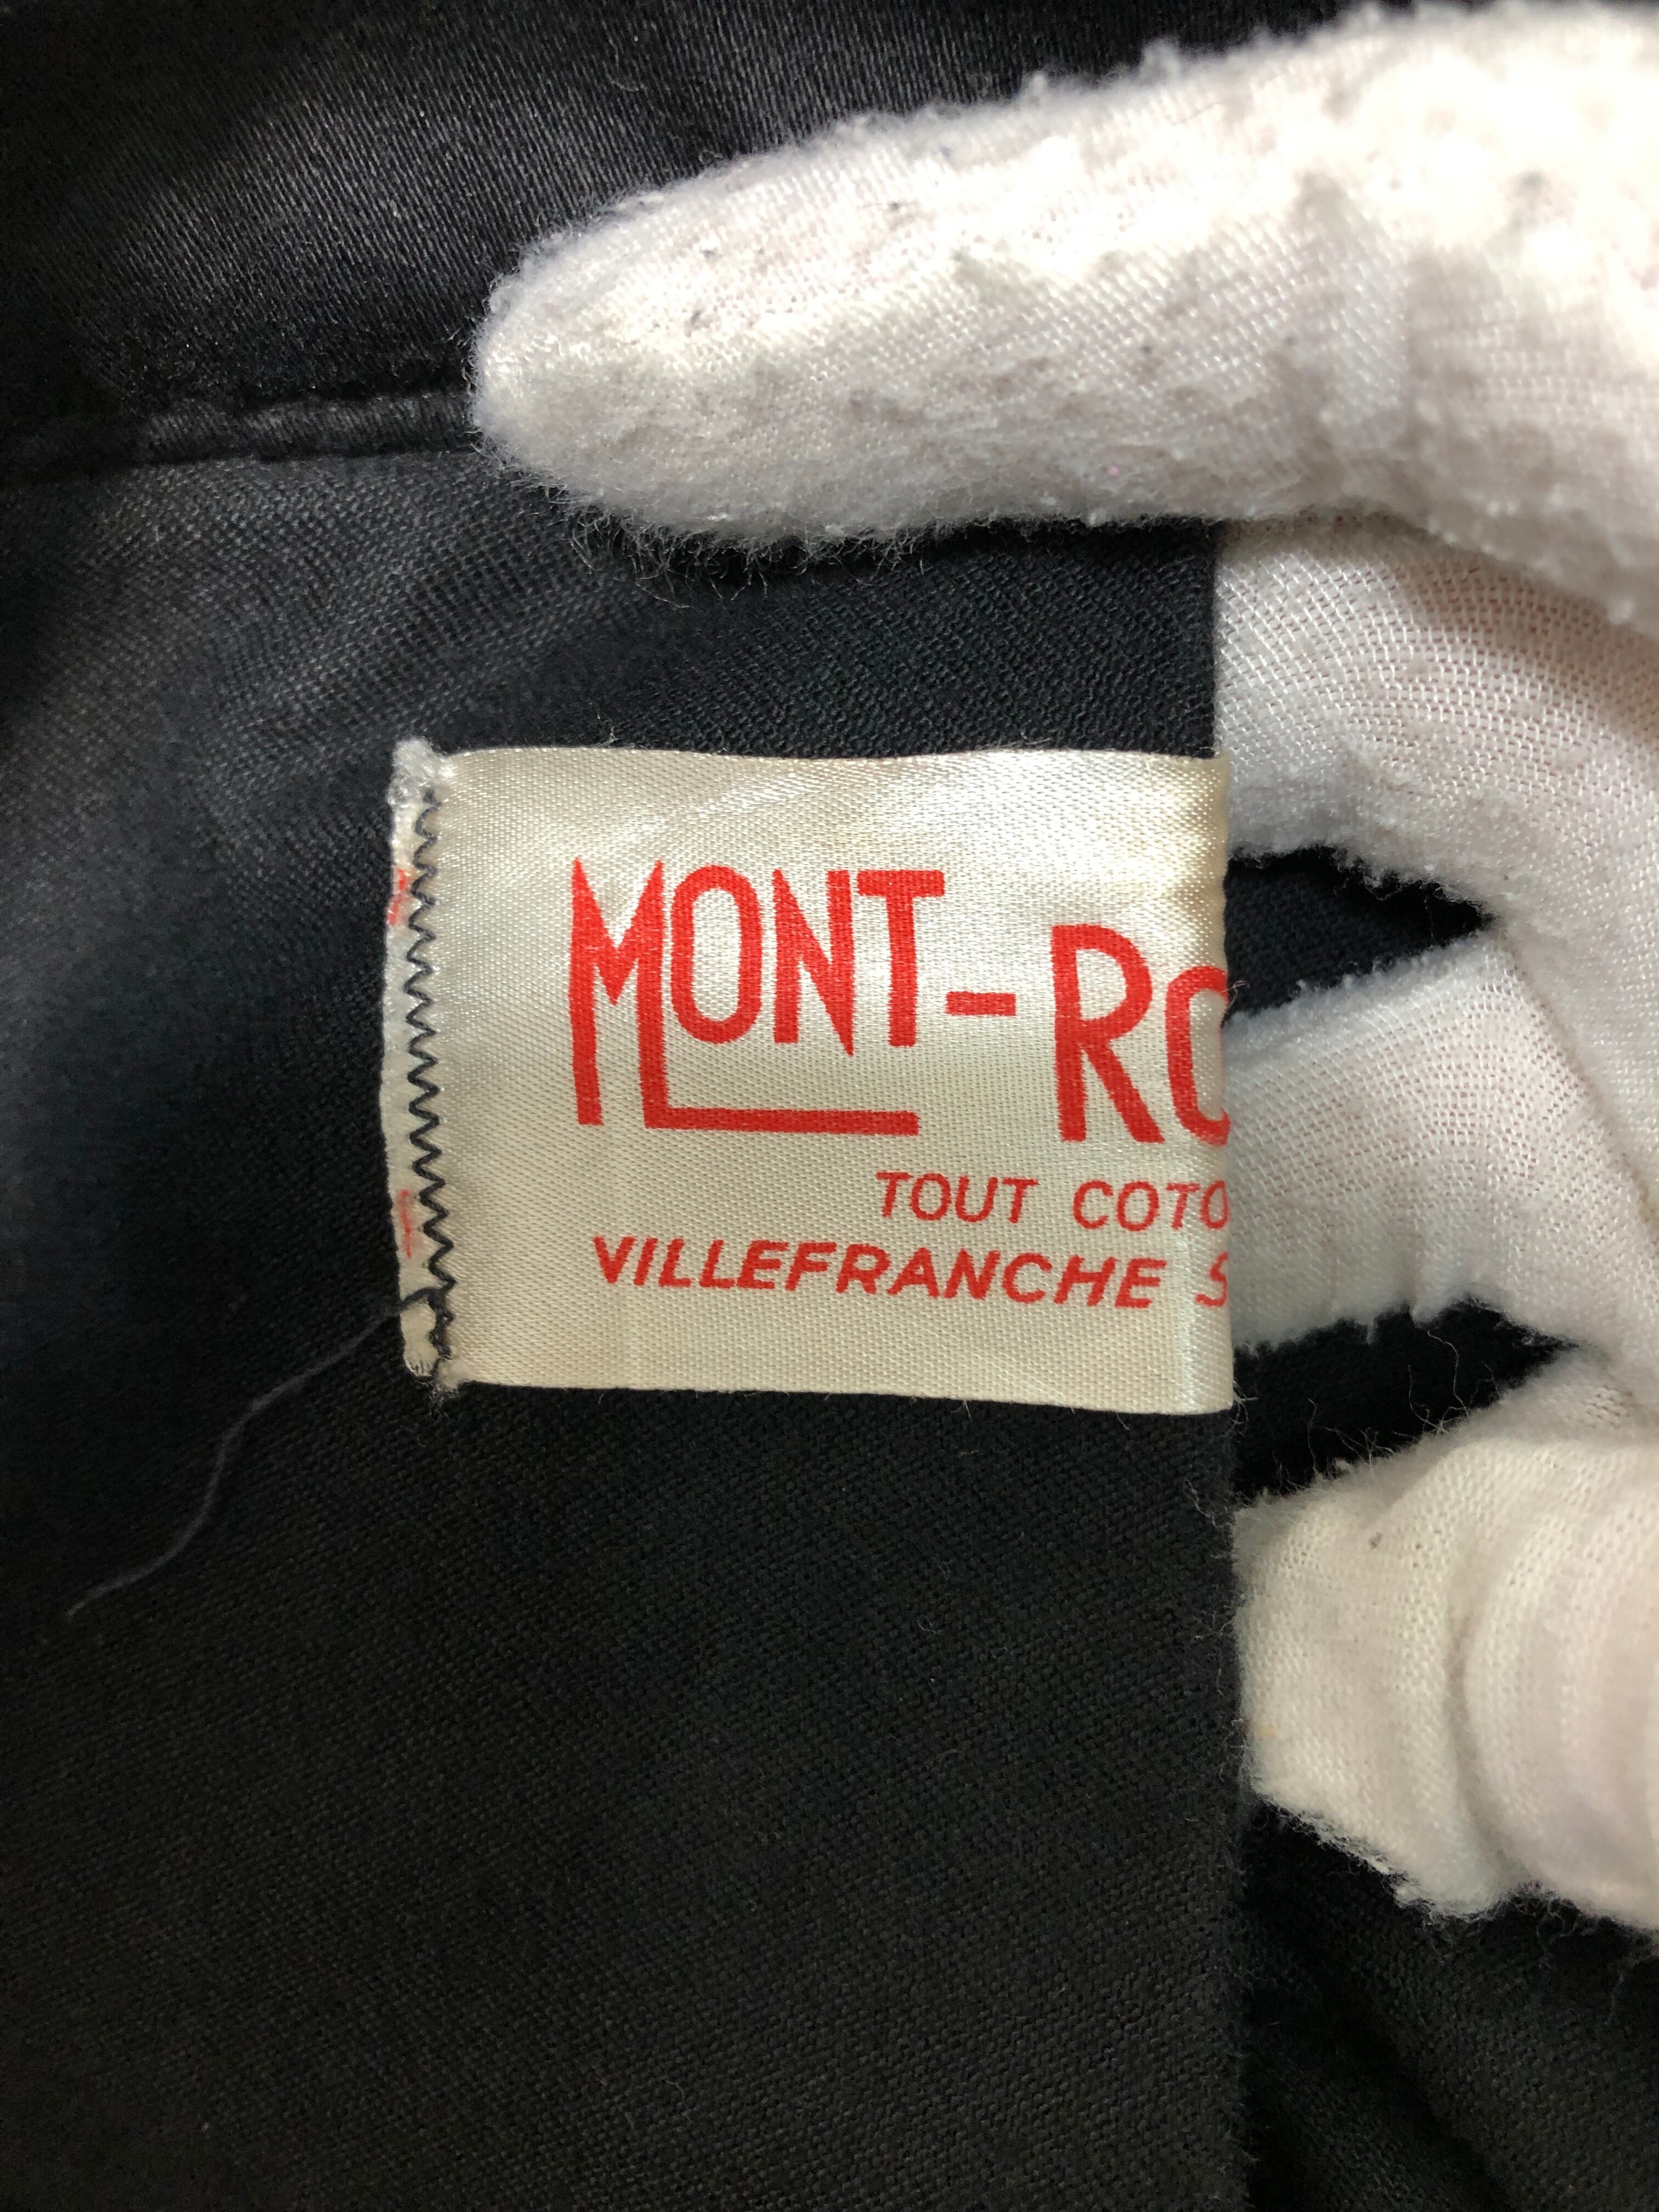 MONT-RO
TOUT COTO
VILLEFRANCHE S